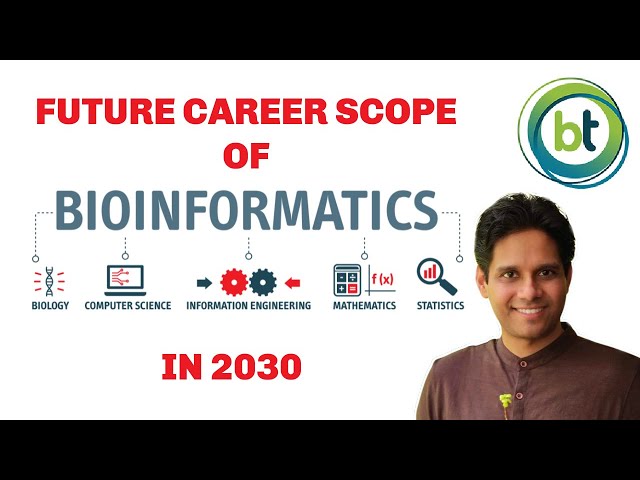 FUTURE CAREER SCOPE
OF
bt
BIOINFORMATICS
BIOLOGY
COMPUTER SCIENCE
INFORMATION ENGINEERING
f(x)
MATHEMATICS
STATISTICS
IN 2030